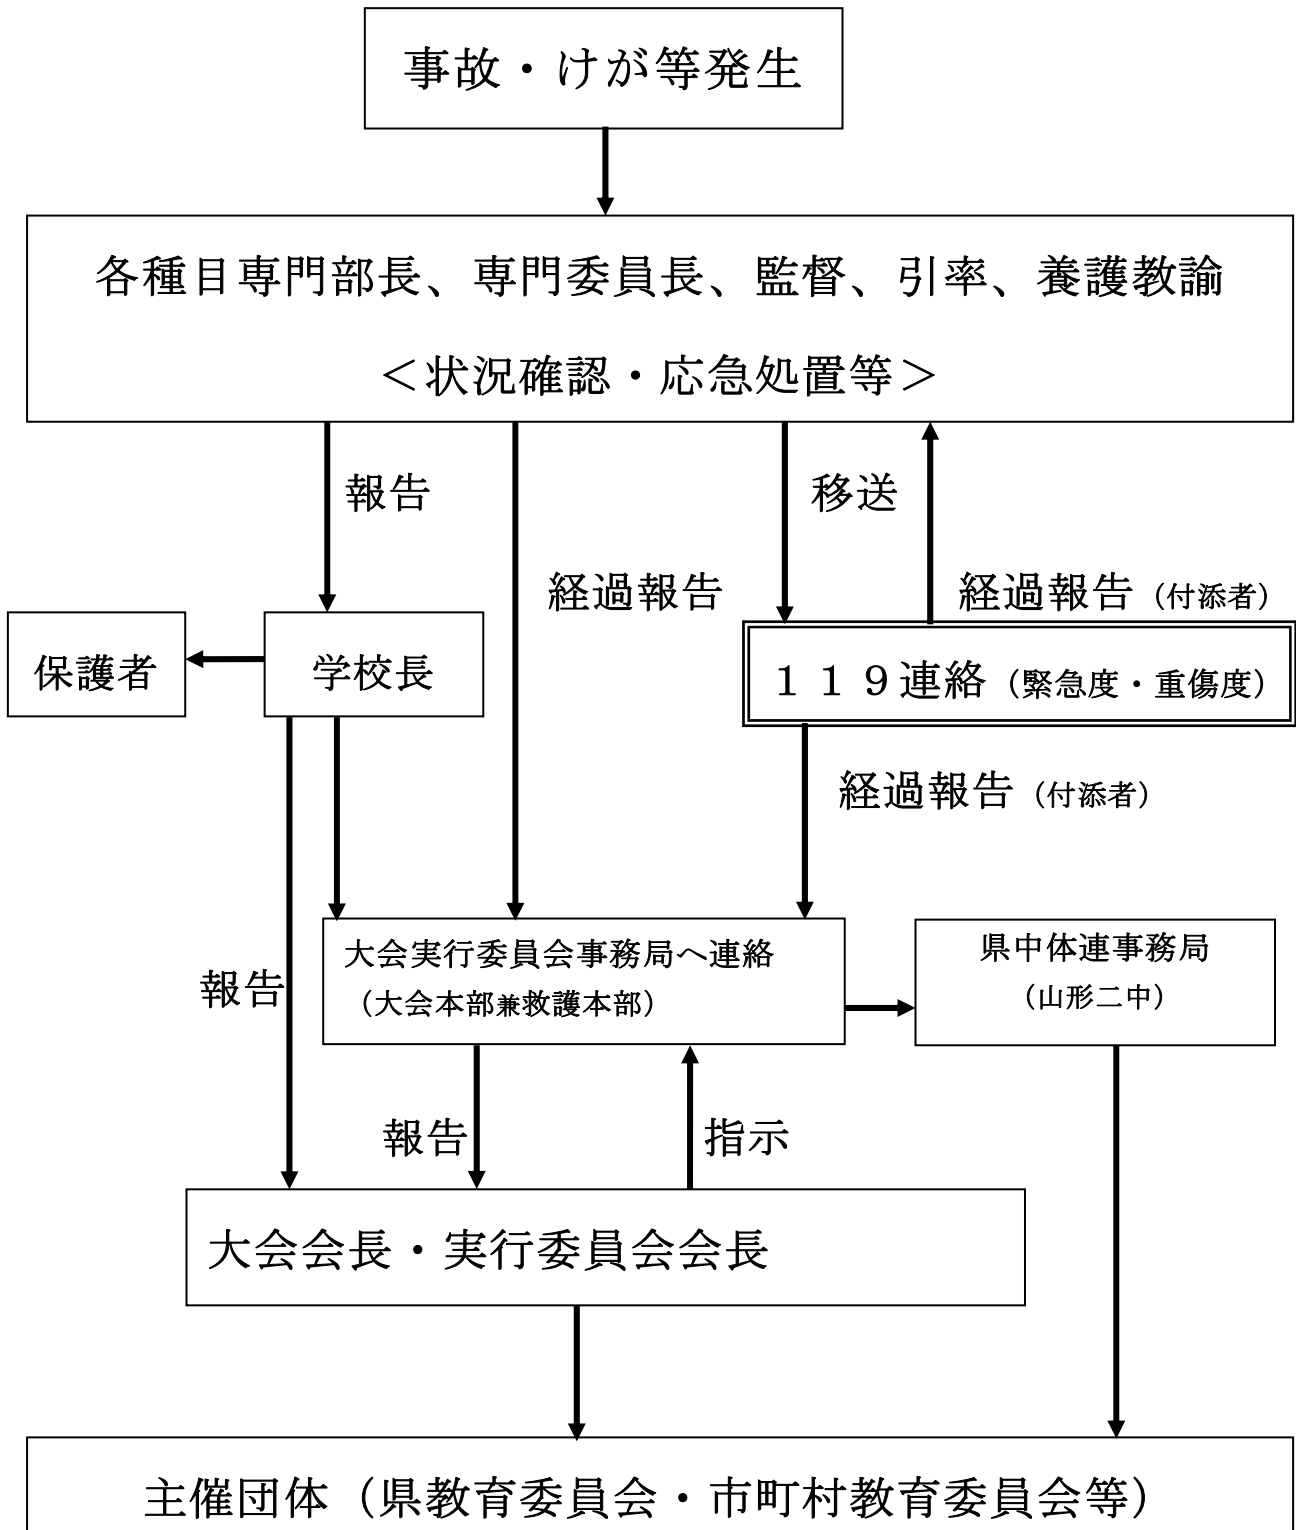 事故・けが等発生
各種目専門部長、専門委員長、監督、引率、養護教諭
＜状況確認・応急処置等＞
報告
移送
経過報告
経過報告（付添者）
保護者
学校長
１１９連絡（緊急度・重傷度）
経過報告（付添者）
大会実行委員会事務局へ連絡
（大会本部兼救護本部）
県中体連事務局
（山形二中）
報告
報告
指示
大会会長・実行委員会会長
主催団体（県教育委員会・市町村教育委員会等）